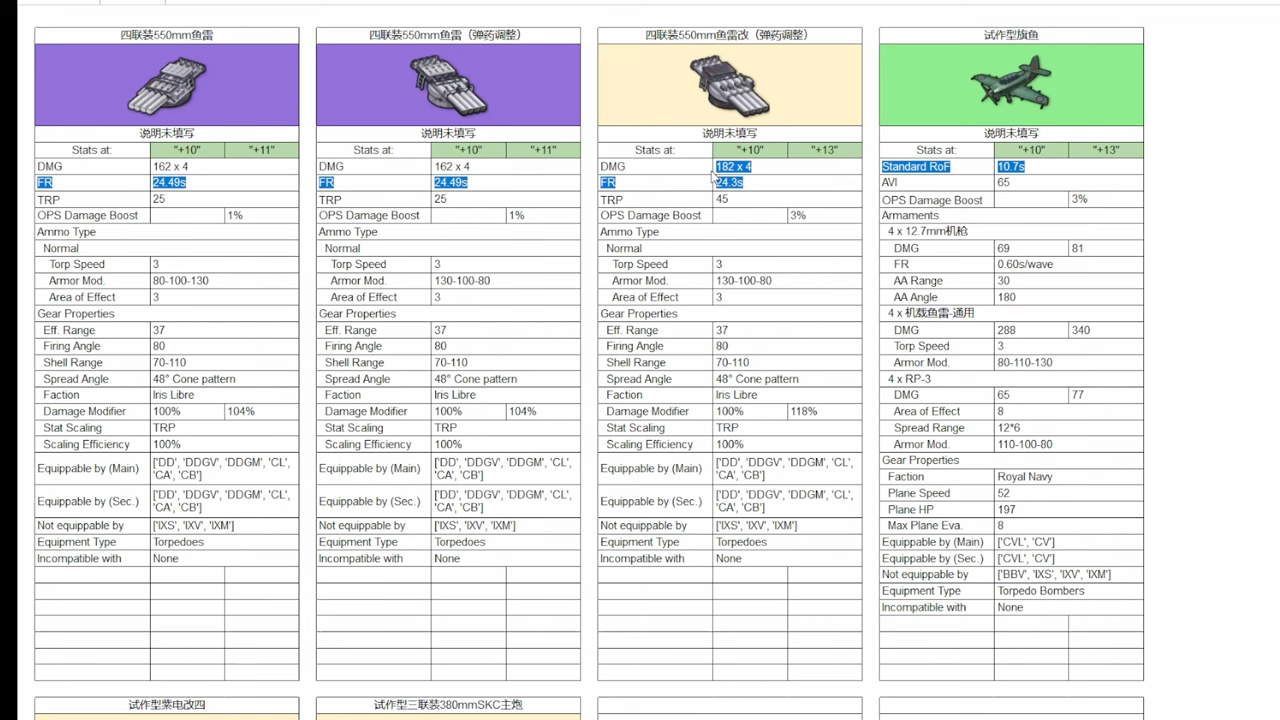 四联装550mm鱼雷
说明未填写
Stats at: "+10" "+11"
DMG 162 x 4
FR 24.49s
TRP 25
OPS Damage Boost 1%
Ammo Type
Normal
Torp Speed 3
Armor Mod. 80-100-130
Area of Effect 3
Gear Properties
Eff. Range 37
Firing Angle 80
Shell Range 70-110
Spread Angle 48° Cone pattern
Faction Iris Libre
Damage Modifier 100% 104%
Stat Scaling TRP
Scaling Efficiency 100%
Equippable by (Main) ['DD', 'DDGV', 'DDGM', 'CL',
'CA', 'CB']
Equippable by (Sec.) ['DD', 'DDGV', 'DDGM', 'CL',
'CA', 'CB']
Not equippable by ['IXS', 'IXV', 'IXM']
Equipment Type Torpedoes
Incompatible with None
四联装550mm鱼雷（弹药调整）
说明未填写
Stats at: "+10" "+11"
DMG 162 x 4
FR 24.49s
TRP 25
OPS Damage Boost 1%
Ammo Type
Normal
Torp Speed 3
Armor Mod. 130-100-80
Area of Effect 3
Gear Properties
Eff. Range 37
Firing Angle 80
Shell Range 70-110
Spread Angle 48° Cone pattern
Faction Iris Libre
Damage Modifier 100% 104%
Stat Scaling TRP
Scaling Efficiency 100%
Equippable by (Main) ['DD', 'DDGV', 'DDGM', 'CL',
'CA', 'CB']
Equippable by (Sec.) ['DD', 'DDGV', 'DDGM', 'CL',
'CA', 'CB']
Not equippable by ['IXS', 'IXV', 'IXM']
Equipment Type Torpedoes
Incompatible with None
四联装550mm鱼雷改（弹药调整）
说明未填写
Stats at: "+10" "+13"
DMG 182 x 4
FR 24.3s
TRP 45
OPS Damage Boost 3%
Ammo Type
Normal
Torp Speed 3
Armor Mod. 130-100-80
Area of Effect 3
Gear Properties
Eff. Range 37
Firing Angle 80
Shell Range 70-110
Spread Angle 48° Cone pattern
Faction Iris Libre
Damage Modifier 100% 118%
Stat Scaling TRP
Scaling Efficiency 100%
Equippable by (Main) ['DD', 'DDGV', 'DDGM', 'CL',
'CA', 'CB']
Equippable by (Sec.) ['DD', 'DDGV', 'DDGM', 'CL',
'CA', 'CB']
Not equippable by ['IXS', 'IXV', 'IXM']
Equipment Type Torpedoes
Incompatible with None
试作型旗鱼
说明未填写
Stats at: "+10" "+13"
Standard RoF 10.7s
AVI 65
OPS Damage Boost 3%
Armaments
4 x 12.7mm机枪
DMG 69 81
FR 0.60s/wave
AA Range 30
AA Angle 180
4 x 机载鱼雷-通用
DMG 288 340
Torp Speed 3
Armor Mod. 80-110-130
4 x RP-3
DMG 65 77
Area of Effect 8
Spread Range 12*6
Armor Mod. 110-100-80
Gear Properties
Faction Royal Navy
Plane Speed 52
Plane HP 197
Max Plane Eva. 8
Equippable by (Main) ['CVL', 'CV']
Equippable by (Sec.) ['CVL', 'CV']
Not equippable by ['BBV', 'IXS', 'IXV', 'IXM']
Equipment Type Torpedo Bombers
Incompatible with None
试作型紫电改四
试作型三联装380mmSKC主炮